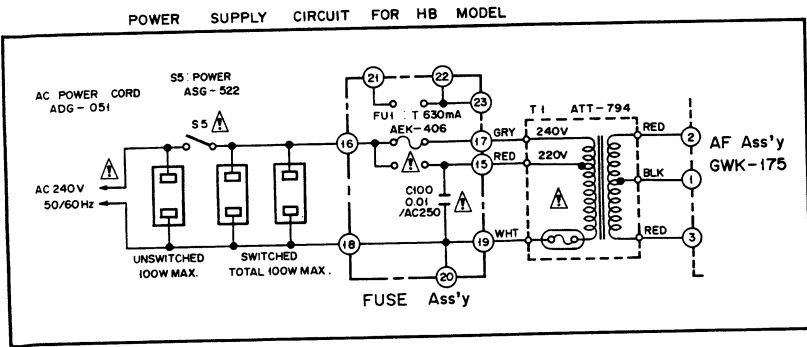 POWER SUPPLY CIRCUIT FOR HB MODEL
AC POWER CORD
ADG-051
S5: POWER
ASG-522
S5
AC 240V
50/60Hz
UNSWITCHED
100W MAX.
SWITCHED
TOTAL 100W MAX.
21
22
23
FU1 : T 630mA
AEK-406
16
17
15
C100
0.01
/AC250
18
19
20
FUSE Ass'y
GRY
RED
WHT
T1 ATT-794
240V
220V
RED
BLK
RED
2
1
3
AF Ass'y
GWK-175